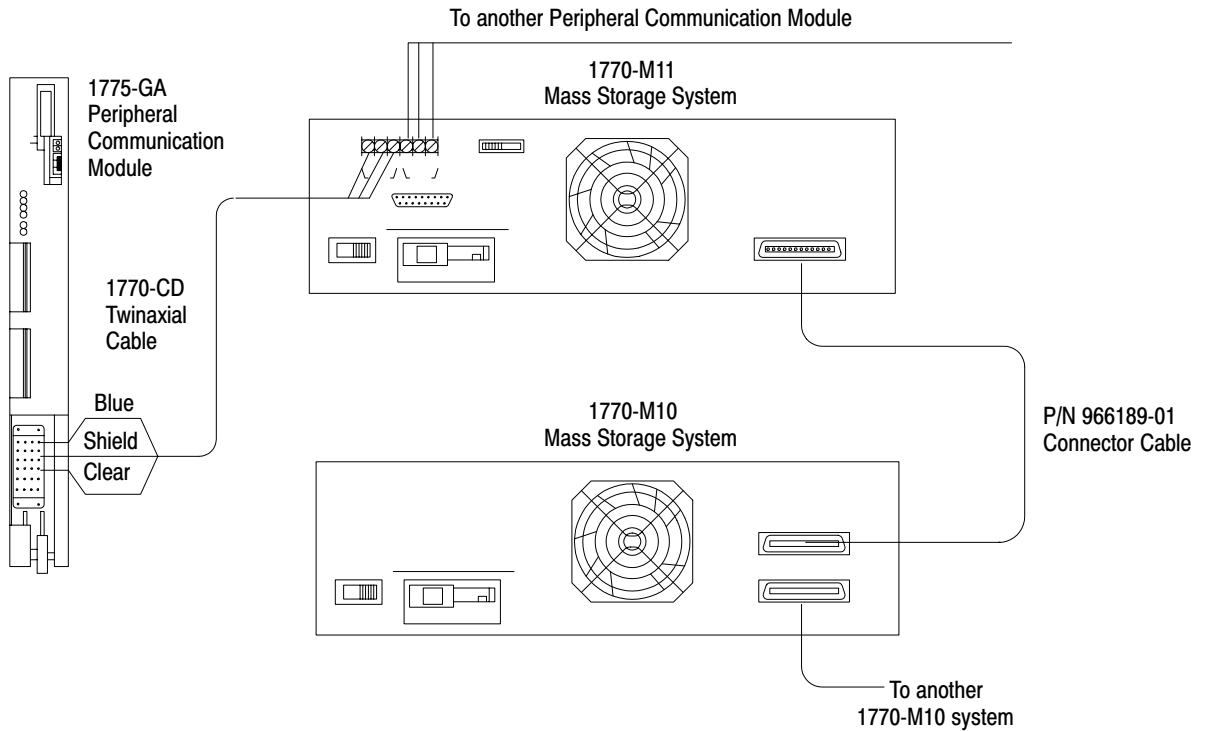 To another Peripheral Communication Module
1775-GA
Peripheral
Communication
Module
1770-M11
Mass Storage System
1770-CD
Twinaxial
Cable
Blue
Shield
Clear
1770-M10
Mass Storage System
P/N 966189-01
Connector Cable
To another
1770-M10 system